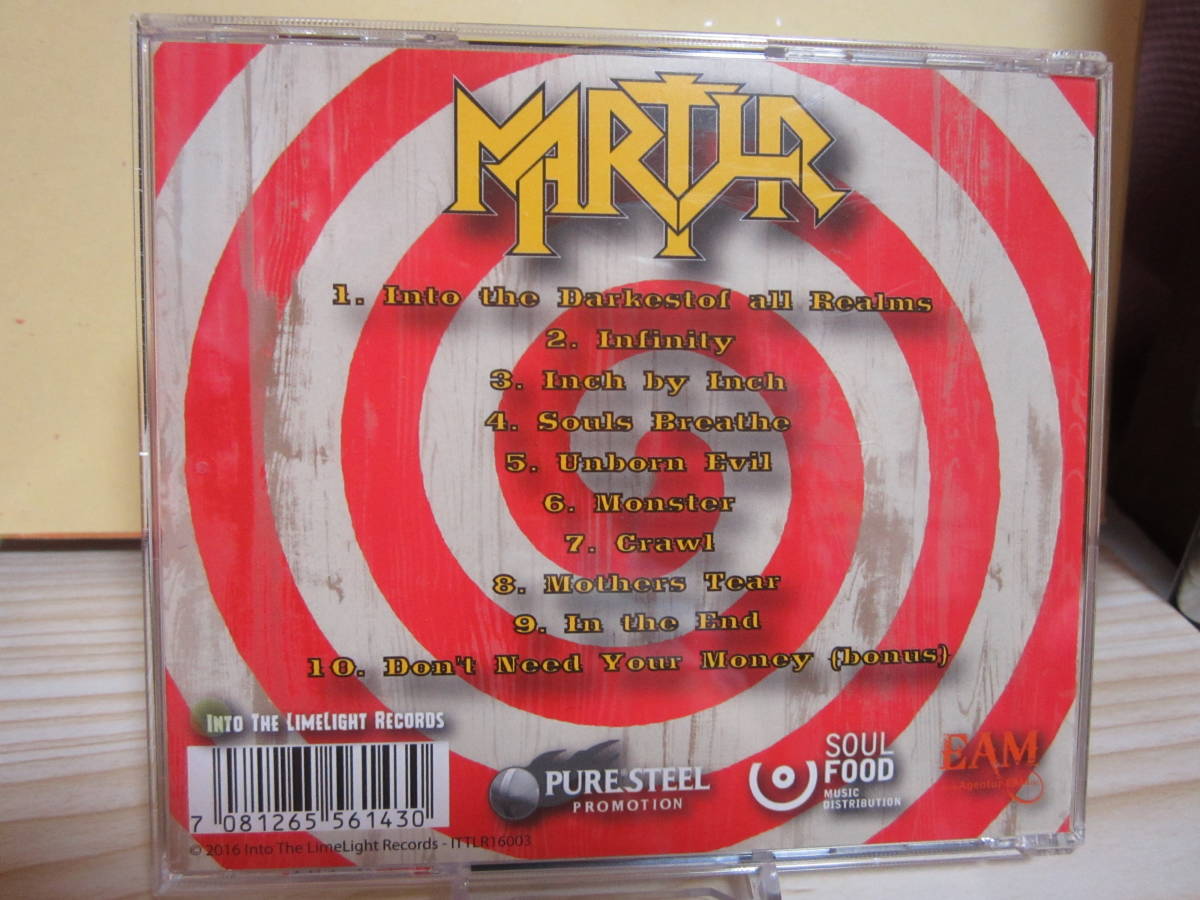 MARTYR
1. Into the Darkestof all Realms
2. Infinity
3. Inch by Inch
4. Souls Breathe
5. Unborn Evil
6. Monster
7. Crawl
8. Mothers Tear
9. In the End
10. Don't Need Your Money (bonus)
INTO THE LIMELIGHT RECORDS
7 081265 561430
PURE STEEL
PROMOTION
SOUL
FOOD
MUSIC
DISTRIBUTION
EAM
© 2016 Into The LimeLight Records - ITTLR16003